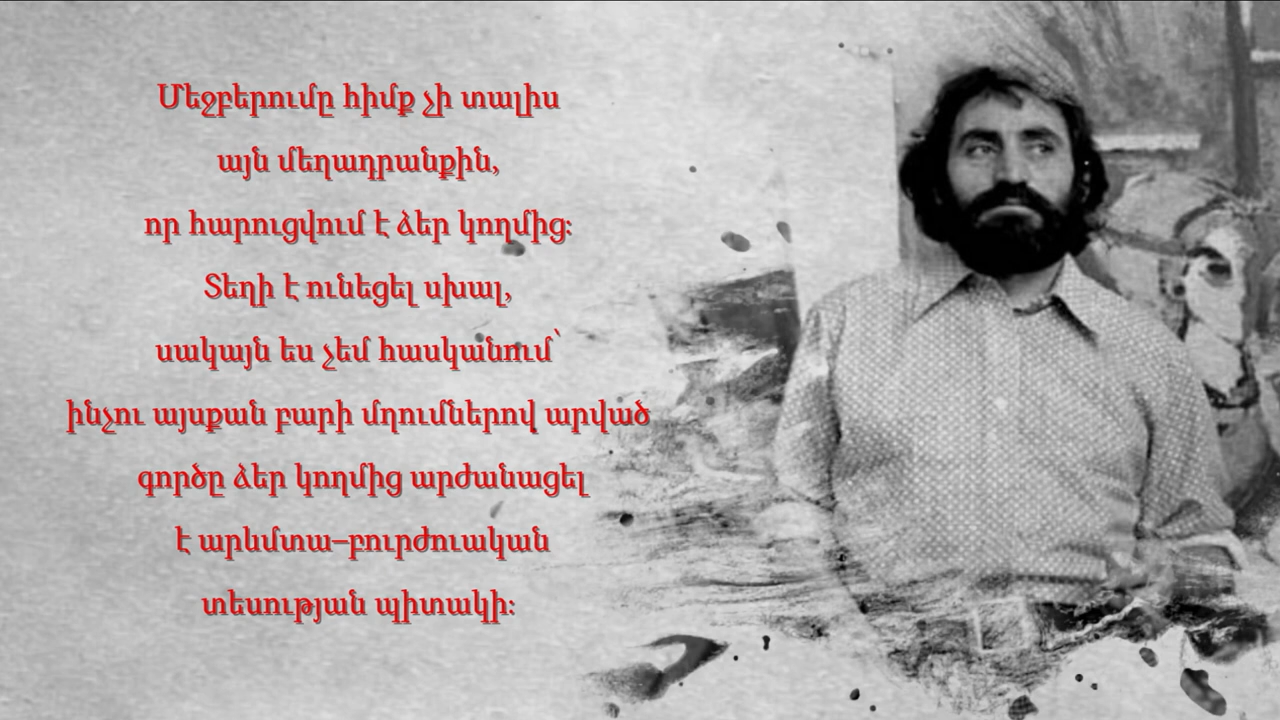 Մեջբերումը հիմք չի տալիս
այն մեղադրանքին,
որ հարուցվում է ձեր կողմից:
Տեղի է ունեցել սխալ,
սակայն ես չեմ հասկանում՝
ինչու այսքան բարի մղումներով արված
գործը ձեր կողմից արժանացել
է արևմտա–բուրժուական
տեսության պիտակի: